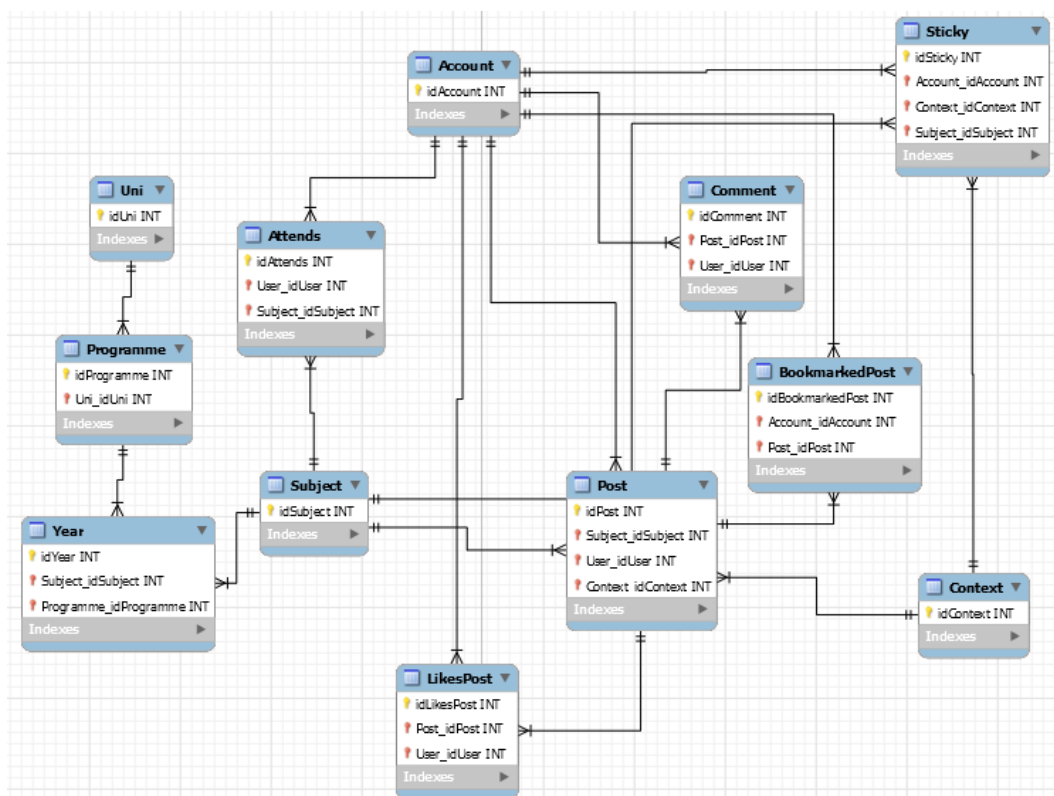 Sticky
idSticky INT
Account_idAccount INT
Context_idContext INT
Subject_idSubject INT
Indexes
Account
idAccount INT
Indexes
Uni
idUni INT
Indexes
Comment
idComment INT
Post_idPost INT
User_idUser INT
Indexes
Attends
idAttends INT
User_idUser INT
Subject_idSubject INT
Indexes
Programme
idProgramme INT
Uni_idUni INT
Indexes
BookmarkedPost
idBookmarkedPost INT
Account_idAccount INT
Post_idPost INT
Indexes
Subject
idSubject INT
Indexes
Post
idPost INT
Subject_idSubject INT
User_idUser INT
Context_idContext INT
Indexes
Year
idYear INT
Subject_idSubject INT
Programme_idProgramme INT
Indexes
Context
idContext INT
Indexes
LikesPost
idLikesPost INT
Post_idPost INT
User_idUser INT
Indexes